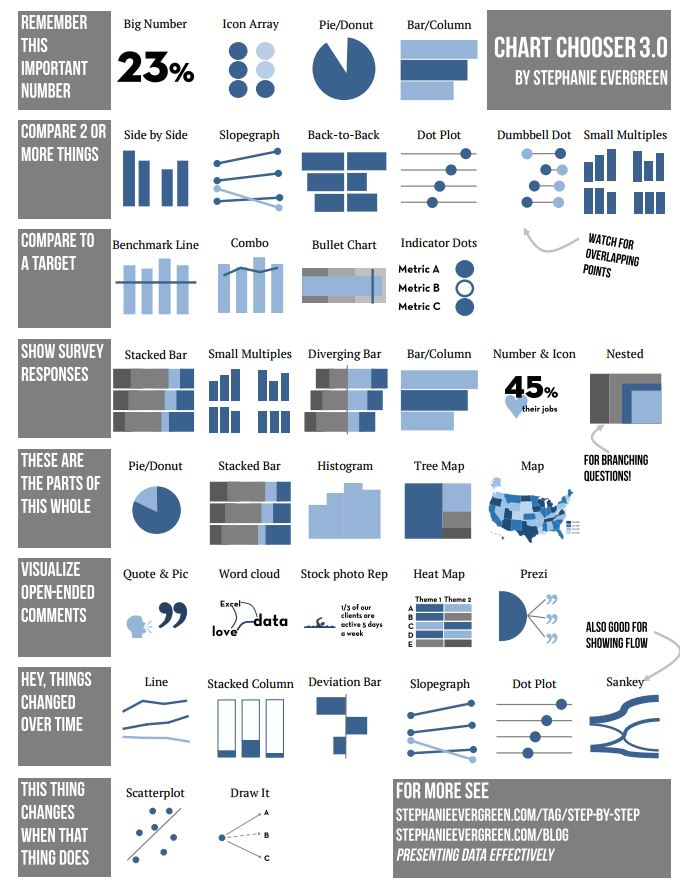 REMEMBER
THIS
IMPORTANT
NUMBER
Big Number
23%
Icon Array
Pie/Donut
Bar/Column
CHART CHOOSER 3.0
BY STEPHANIE EVERGREEN
COMPARE 2 OR
MORE THINGS
Side by Side
Slopegraph
Back-to-Back
Dot Plot
Dumbbell Dot
Small Multiples
WATCH FOR
OVERLAPPING
POINTS
COMPARE TO
A TARGET
Benchmark Line
Combo
Bullet Chart
Indicator Dots
Metric A
Metric B
Metric C
SHOW SURVEY
RESPONSES
Stacked Bar
Small Multiples
Diverging Bar
Bar/Column
Number & Icon
45%
their jobs
Nested
FOR BRANCHING
QUESTIONS!
THESE ARE
THE PARTS OF
THIS WHOLE
Pie/Donut
Stacked Bar
Histogram
Tree Map
Map
VISUALIZE
OPEN-ENDED
COMMENTS
Quote & Pic
Word cloud
Excel
data
love
Stock photo Rep
1/3 of our
clients are
active 5 days
a week
Heat Map
Theme 1 Theme 2
A
B
C
D
E
Prezi
ALSO GOOD FOR
SHOWING FLOW
HEY, THINGS
CHANGED
OVER TIME
Line
Stacked Column
Deviation Bar
Slopegraph
Dot Plot
Sankey
THIS THING
CHANGES
WHEN THAT
THING DOES
Scatterplot
Draw It
A
B
C
FOR MORE SEE
STEPHANIEEVERGREEN.COM/TAG/STEP-BY-STEP
STEPHANIEEVERGREEN.COM/BLOG
PRESENTING DATA EFFECTIVELY